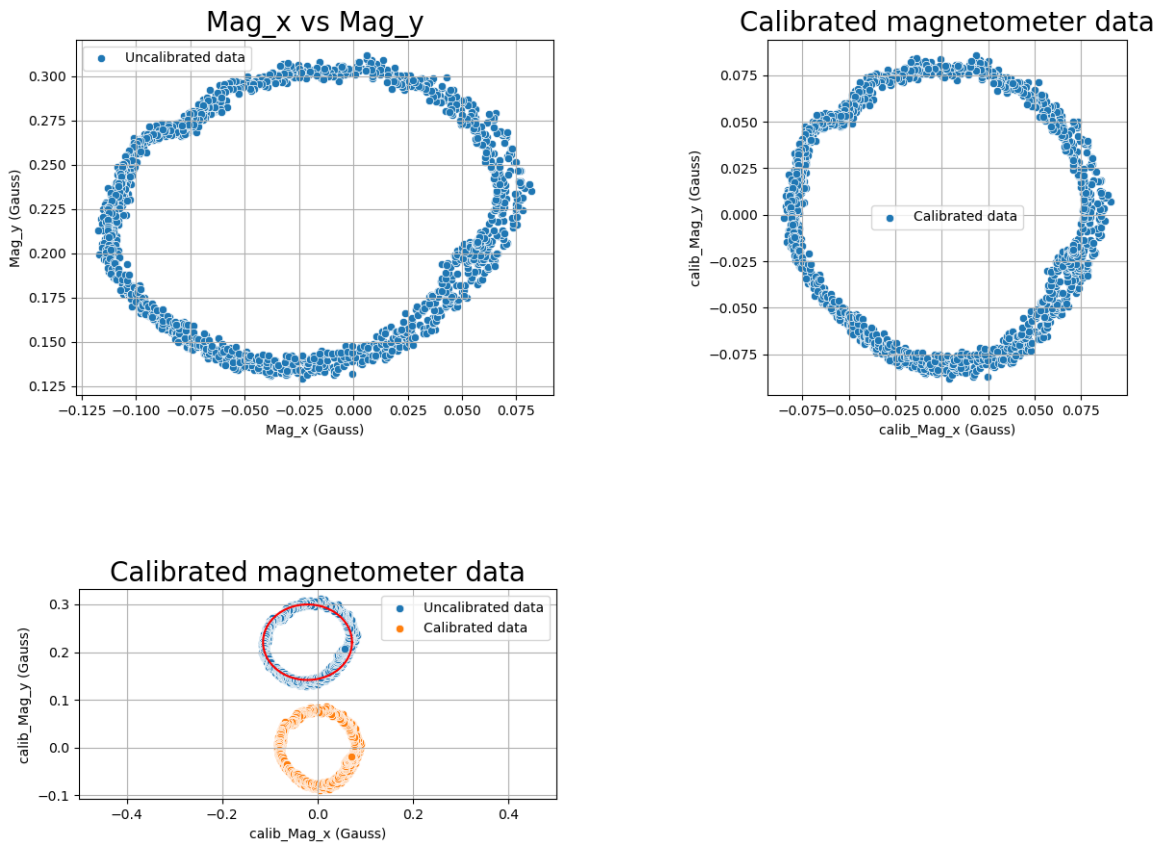 Mag_x vs Mag_y
Uncalibrated data
0.300
0.275
0.250
0.225
0.200
0.175
0.150
0.125
Mag_y (Gauss)
−0.125 −0.100 −0.075 −0.050 −0.025 0.000 0.025 0.050 0.075
Mag_x (Gauss)
Calibrated magnetometer data
0.075
0.050
0.025
0.000
−0.025
−0.050
−0.075
calib_Mag_y (Gauss)
Calibrated data
−0.075 −0.050 −0.025 0.000 0.025 0.050 0.075
calib_Mag_x (Gauss)
Calibrated magnetometer data
Uncalibrated data
Calibrated data
0.3
0.2
0.1
0.0
−0.1
calib_Mag_y (Gauss)
−0.4 −0.2 0.0 0.2 0.4
calib_Mag_x (Gauss)